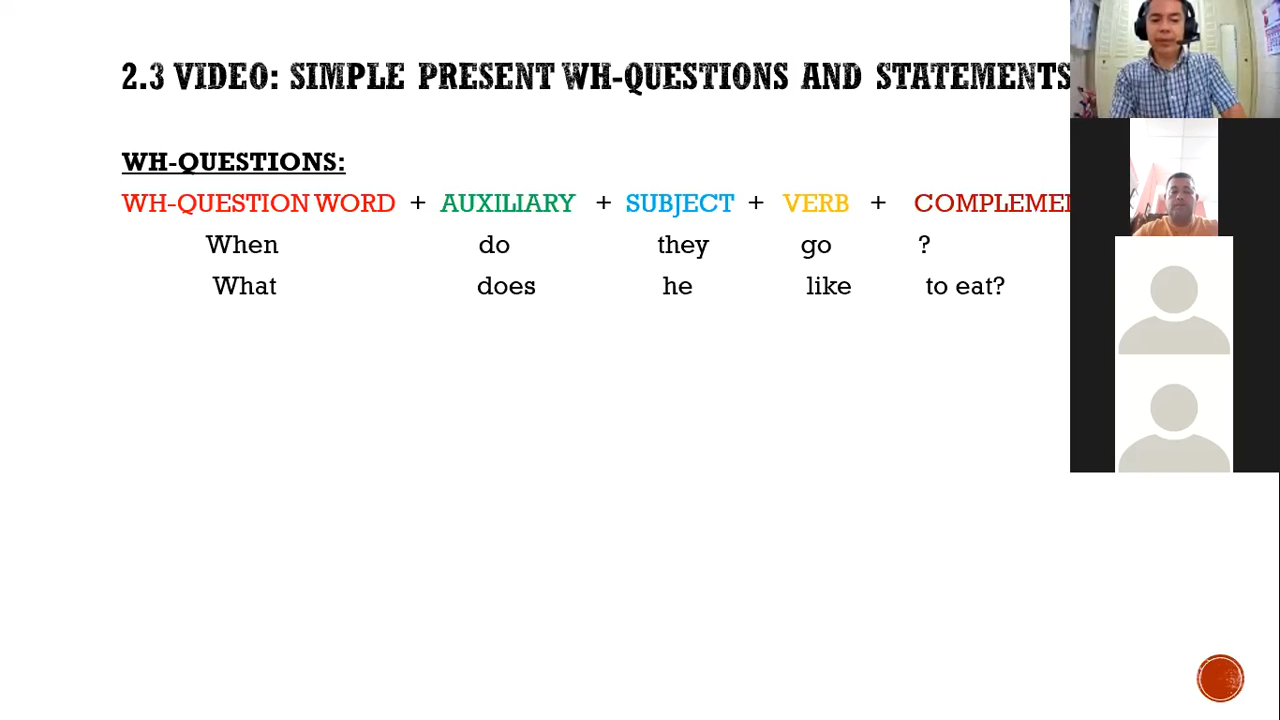 2.3 VIDEO: SIMPLE PRESENT WH-QUESTIONS AND STATEMENTS
WH-QUESTIONS:
WH-QUESTION WORD + AUXILIARY + SUBJECT + VERB +
When do they go ?
What does he like to eat?